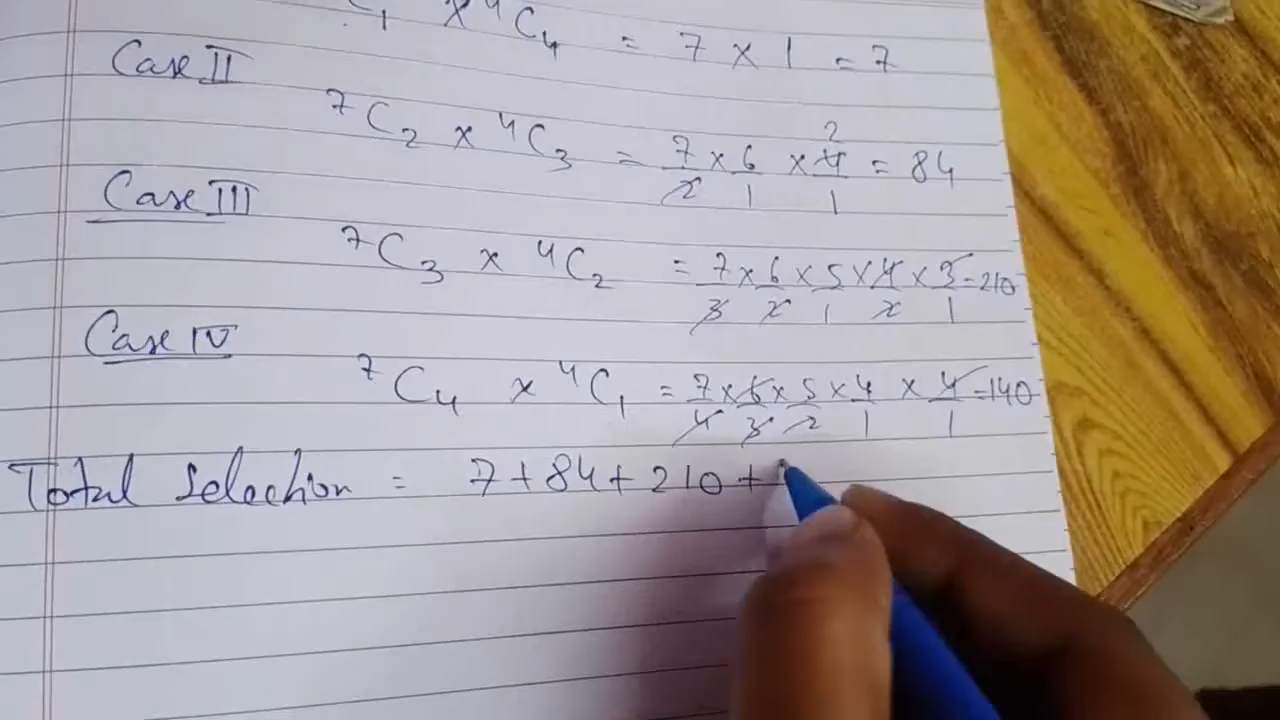 C₁ × ⁴C₄ = 7 × 1 = 7
Case II
⁷C₂ × ⁴C₃ = 7/2 × 6/1 × 2 4/1 = 84
Case III
⁷C₃ × ⁴C₂ = 7/3 × 6/2 × 5/1 × 4/2 × 3/1 = 210
Case IV
⁷C₄ × ⁴C₁ = 7/4 × 6/3 × 5/2 × 4/1 × 4/1 = 140
Total Selection = 7 + 84 + 210 +